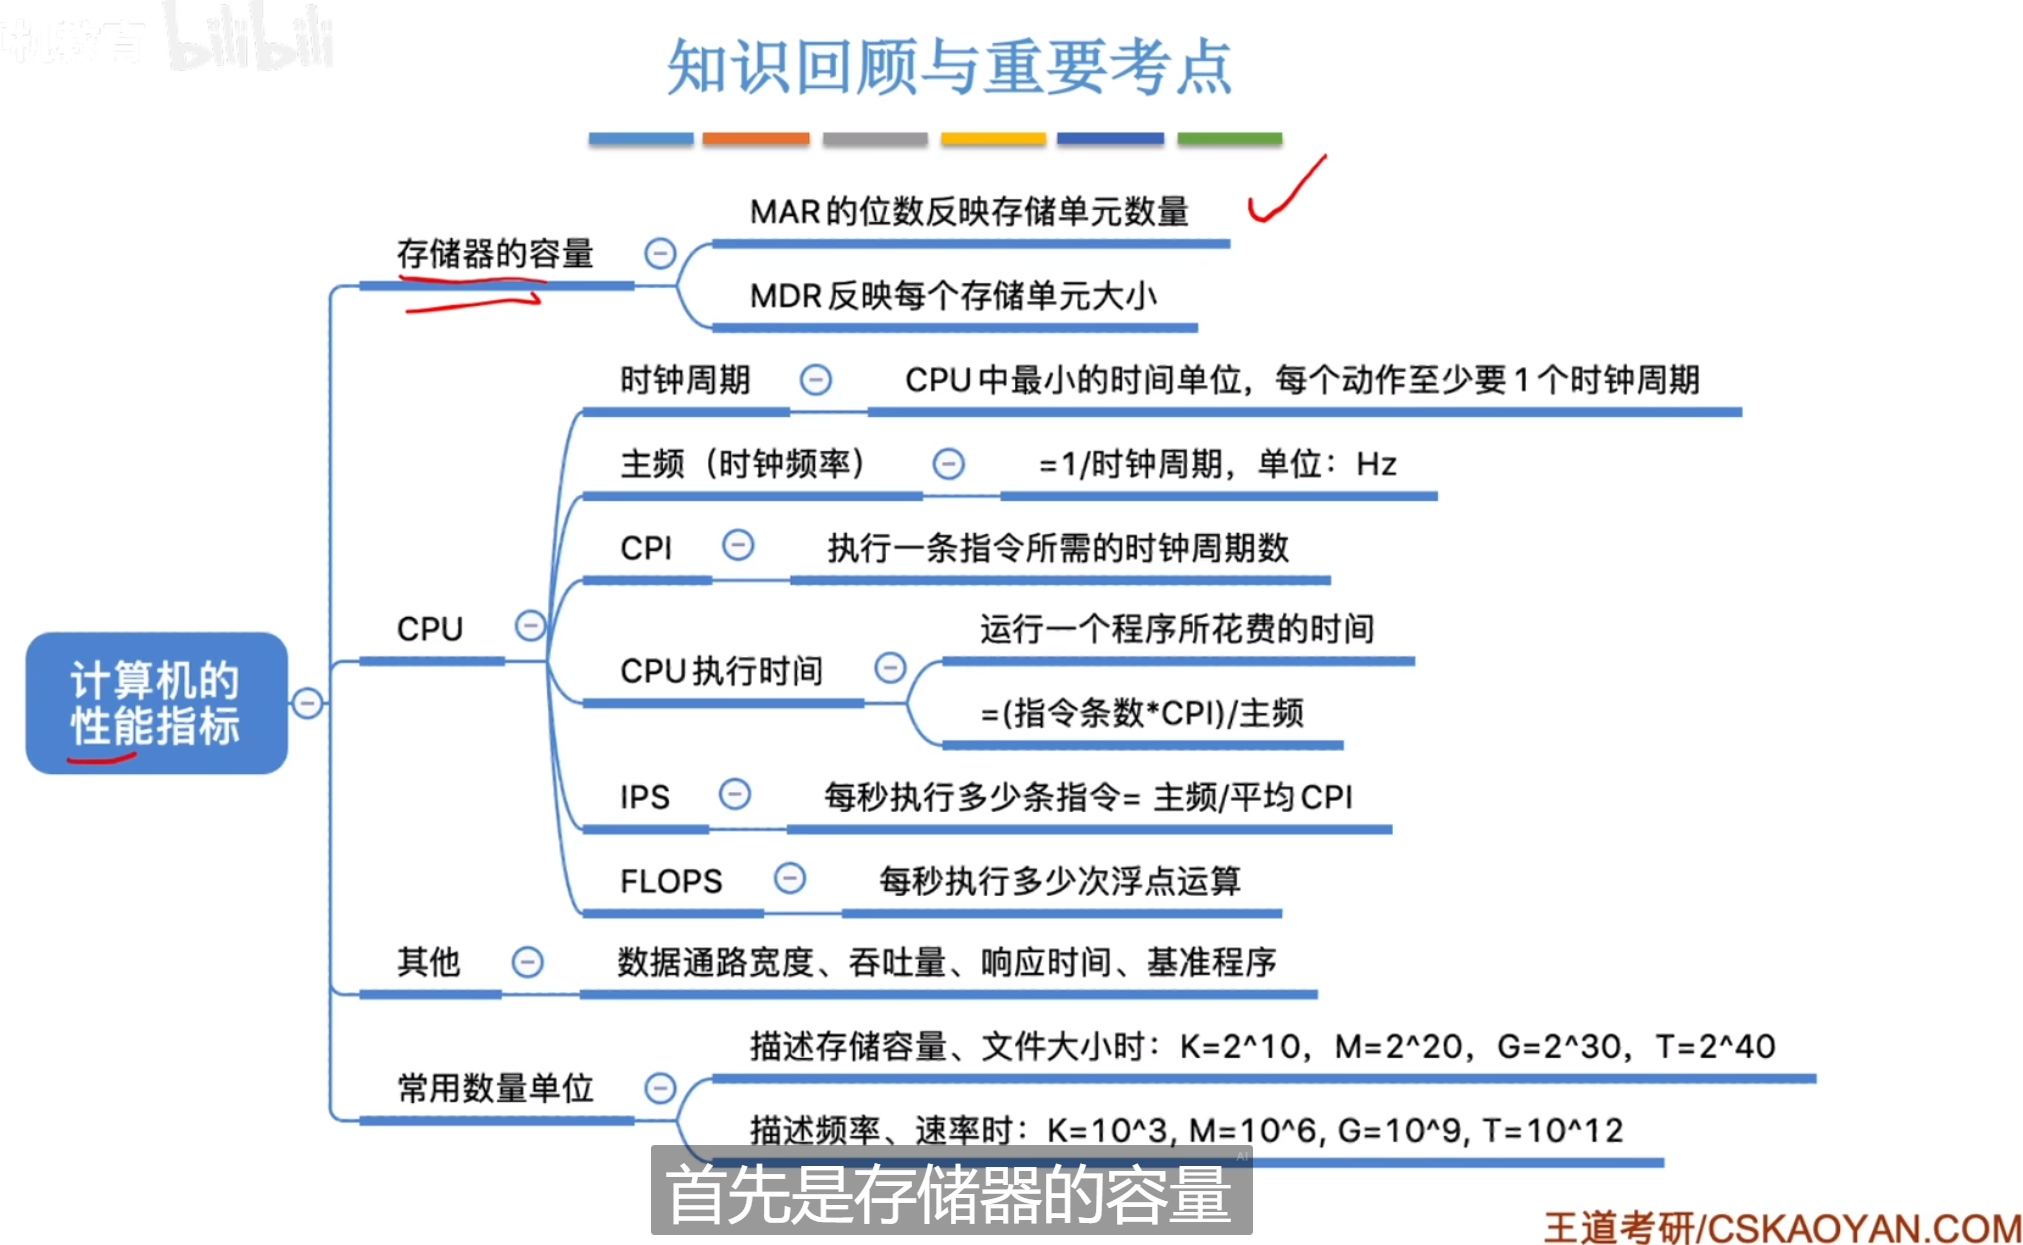 教育 bilibili
知识回顾与重要考点
MAR的位数反映存储单元数量
存储器的容量
MDR反映每个存储单元大小
时钟周期 CPU中最小的时间单位，每个动作至少要1个时钟周期
主频（时钟频率） =1/时钟周期，单位：Hz
CPI 执行一条指令所需的时钟周期数
运行一个程序所花费的时间
CPU
CPU执行时间
计算机的
性能指标
=(指令条数*CPI)/主频
IPS 每秒执行多少条指令= 主频/平均CPI
FLOPS 每秒执行多少次浮点运算
其他 数据通路宽度、吞吐量、响应时间、基准程序
描述存储容量、文件大小时：K=2^10，M=2^20，G=2^30，T=2^40
常用数量单位
描述频率、速率时：K=10^3, M=10^6, G=10^9, T=10^12
AI
首先是存储器的容量
王道考研/CSKAOYAN.COM